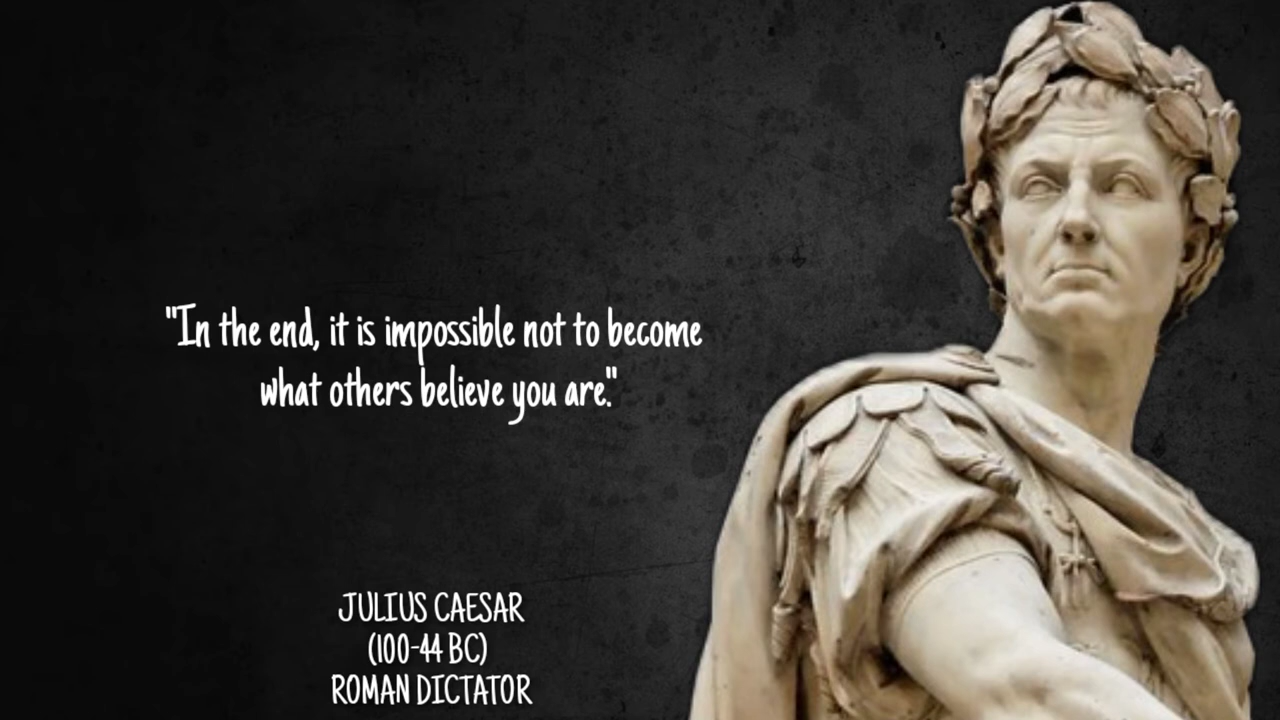 "In the end, it is impossible not to become
what others believe you are."
JULIUS CAESAR
(100-44 BC)
ROMAN DICTATOR